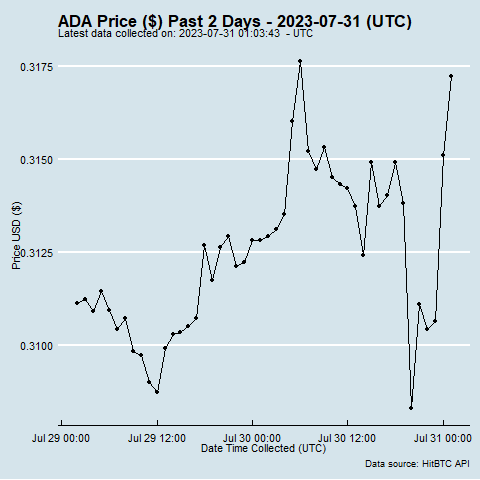 ADA Price ($) Past 2 Days - 2023-07-31 (UTC)
Latest data collected on: 2023-07-31 01:03:43 - UTC
0.3175
0.3150
0.3125
0.3100
Price USD ($)
Jul 29 00:00 Jul 29 12:00 Jul 30 00:00 Jul 30 12:00 Jul 31 00:00
Date Time Collected (UTC)
Data source: HitBTC API